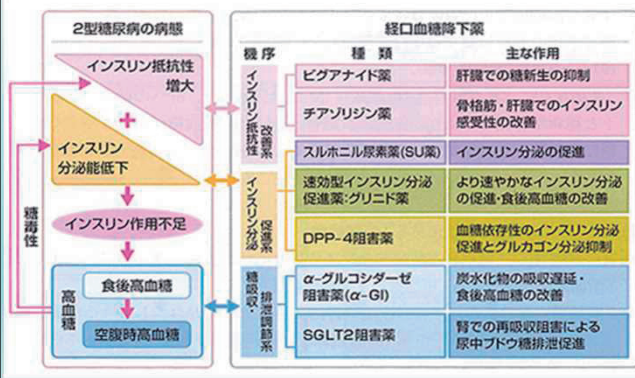 2型糖尿病の病態
インスリン抵抗性
増大
+
インスリン
分泌能低下
インスリン作用不足
糖毒性
高血糖
食後高血糖
空腹時高血糖
経口血糖降下薬
機序
種類
主な作用
インスリン抵抗性
改善系
ビグアナイド薬
肝臓での糖新生の抑制
チアゾリジン薬
骨格筋・肝臓でのインスリン
感受性の改善
インスリン分泌
促進系
スルホニル尿素薬(SU薬)
インスリン分泌の促進
速効型インスリン分泌
促進薬:グリニド薬
より速やかなインスリン分泌
の促進・食後高血糖の改善
DPP-4阻害薬
血糖依存性のインスリン分泌
促進とグルカゴン分泌抑制
糖吸収・
排泄調節系
α-グルコシダーゼ
阻害薬(α-GI)
炭水化物の吸収遅延・
食後高血糖の改善
SGLT2阻害薬
腎での再吸収阻害による
尿中ブドウ糖排泄促進